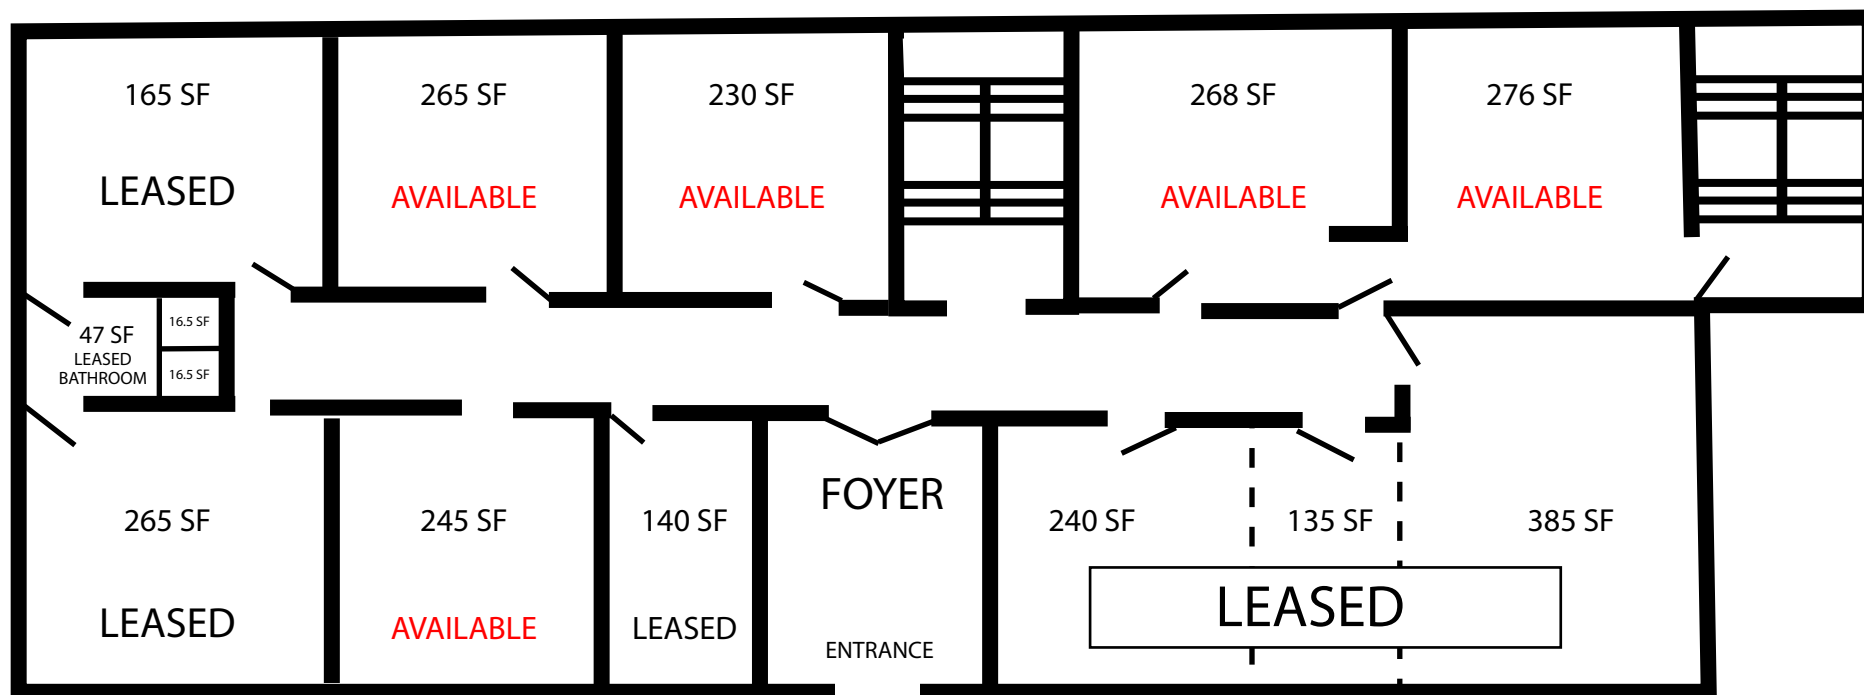 165 SF
LEASED
265 SF
AVAILABLE
230 SF
AVAILABLE
268 SF
AVAILABLE
276 SF
AVAILABLE
47 SF
LEASED
BATHROOM
16.5 SF
16.5 SF
265 SF
LEASED
245 SF
AVAILABLE
140 SF
LEASED
FOYER
ENTRANCE
240 SF
135 SF
385 SF
LEASED